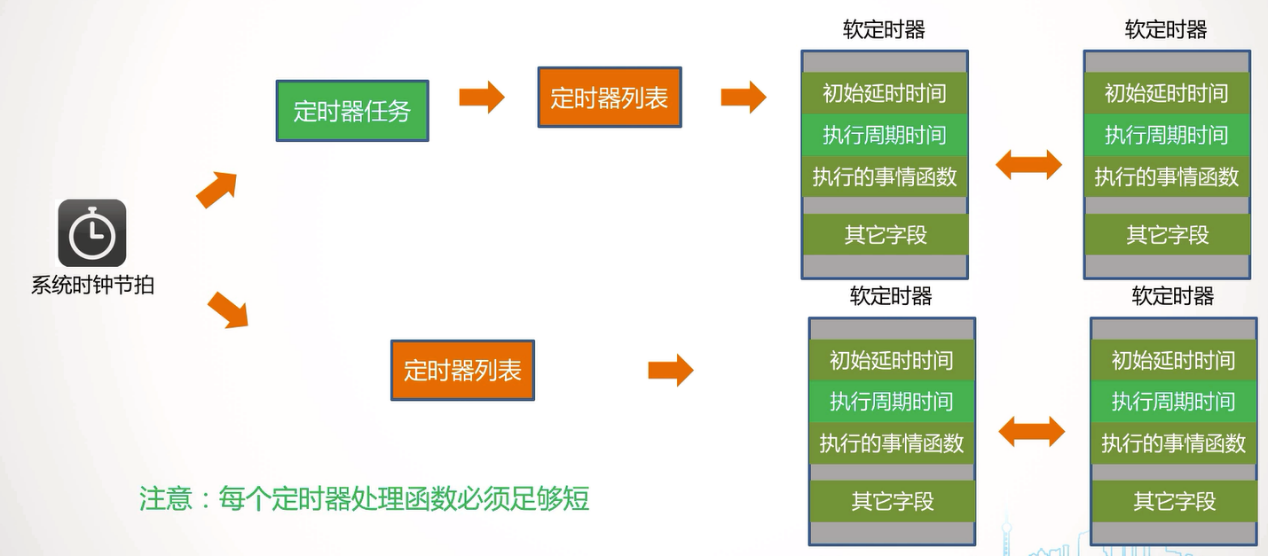 软定时器
软定时器
定时器任务
定时器列表
初始延时时间
执行周期时间
执行的事情函数
其它字段
初始延时时间
执行周期时间
执行的事情函数
其它字段
系统时钟节拍
软定时器
软定时器
定时器列表
初始延时时间
执行周期时间
执行的事情函数
其它字段
初始延时时间
执行周期时间
执行的事情函数
其它字段
注意：每个定时器处理函数必须足够短